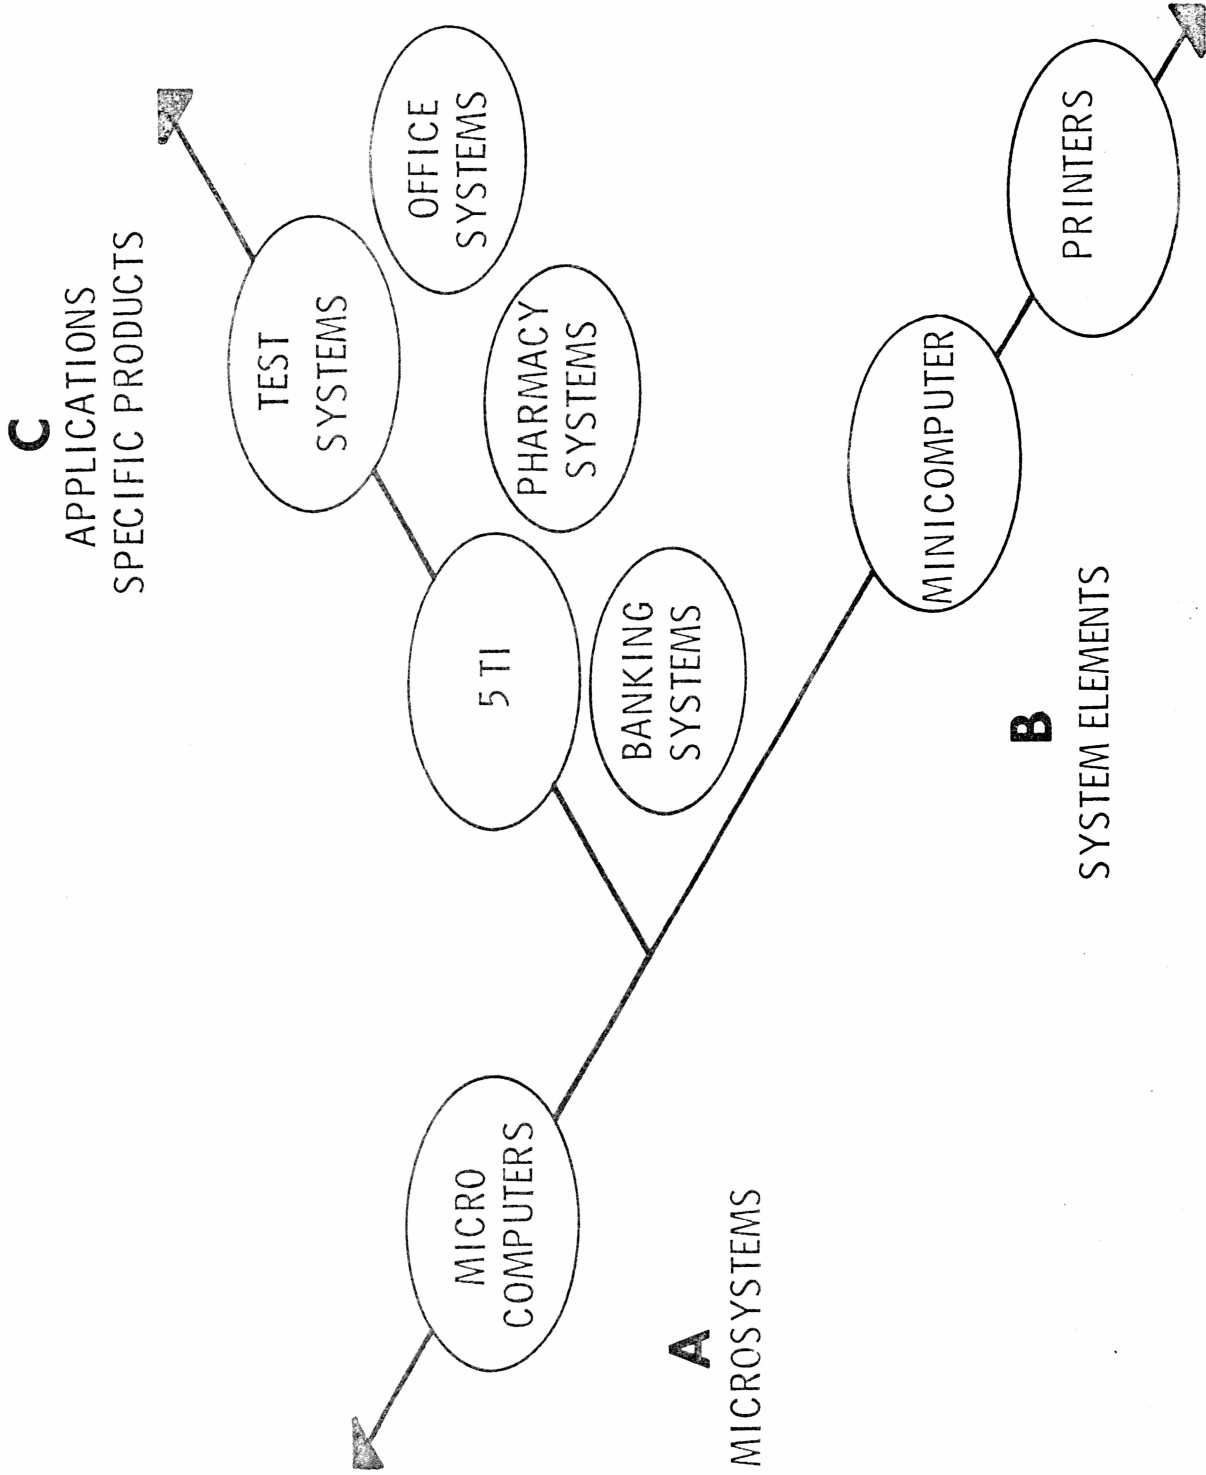 C
APPLICATIONS
SPECIFIC PRODUCTS
TEST
SYSTEMS
OFFICE
SYSTEMS
5 TI
PHARMACY
SYSTEMS
BANKING
SYSTEMS
MICRO
COMPUTERS
A
MICROSYSTEMS
MINICOMPUTER
PRINTERS
B
SYSTEM ELEMENTS